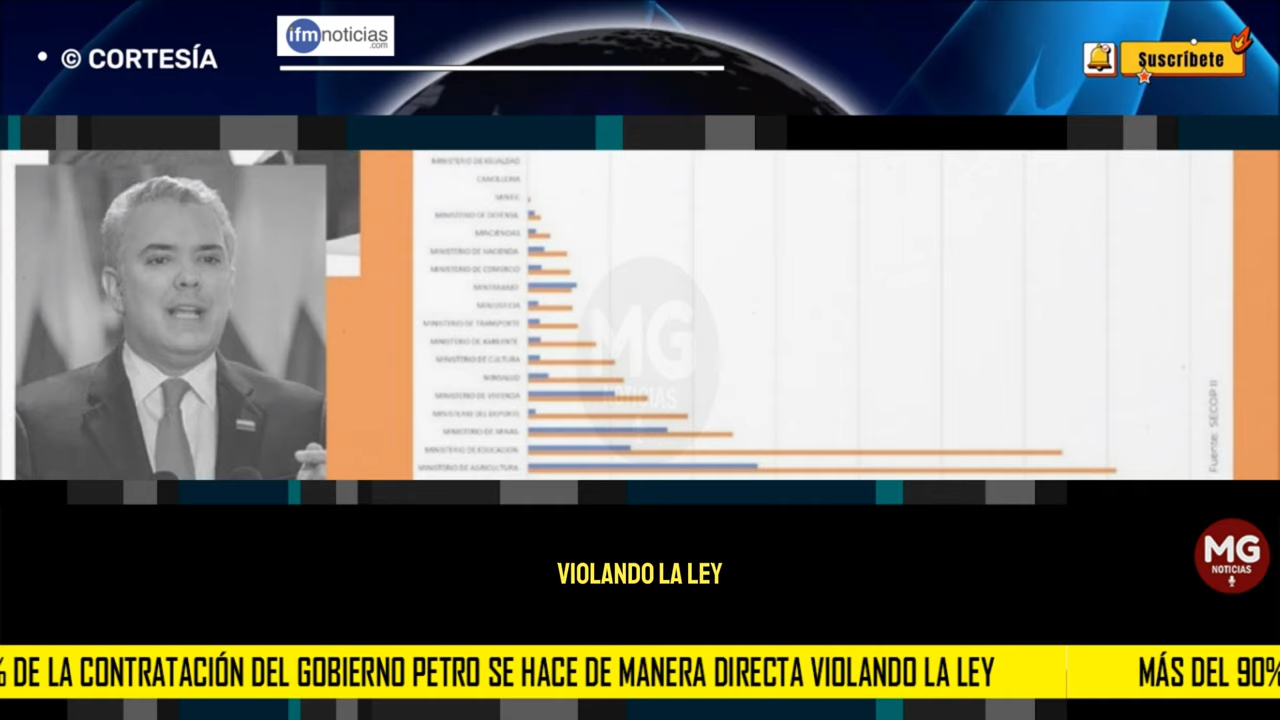 © CORTESÍA
ifmnoticias
.com
Suscríbete
MINISTERIO DE IGUALDAD
CANCILLERIA
MINTIC
MINISTERIO DE DEFENSA
MINCIENCIAS
MINISTERIO DE HACIENDA
MINISTERIO DE COMERCIO
MINTRABAJO
MINJUSTICIA
MINISTERIO DE TRANSPORTE
MINISTERIO DE AMBIENTE
MINISTERIO DE CULTURA
MINSALUD
MINISTERIO DE VIVIENDA
MINISTERIO DEL DEPORTE
MINISTERIO DE MINAS
MINISTERIO DE EDUCACION
MINISTERIO DE AGRICULTURA
Fuente: SECOP II
MG
NOTICIAS
VIOLANDO LA LEY
MG
NOTICIAS
% DE LA CONTRATACIÓN DEL GOBIERNO PETRO SE HACE DE MANERA DIRECTA VIOLANDO LA LEY
MÁS DEL 90%